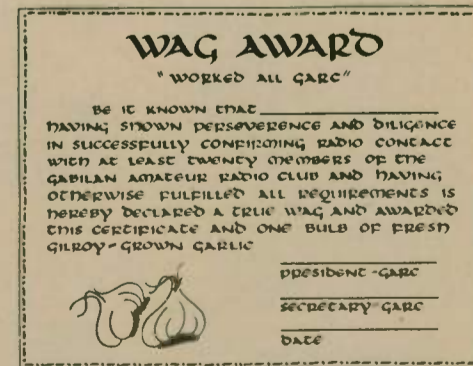 WAG AWARD
"WORKED ALL GARC"
BE IT KNOWN THAT
HAVING SHOWN PERSEVERENCE AND DILIGENCE
IN SUCCESSFULLY CONFIRMING RADIO CONTACT
WITH AT LEAST TWENTY MEMBERS OF THE
GABILAN AMATEUR RADIO CLUB AND HAVING
OTHERWISE FULFILLED ALL REQUIREMENTS IS
HEREBY DECLARED A TRUE WAG AND AWARDED
THIS CERTIFICATE AND ONE BULB OF FRESH
GILROY-GROWN GARLIC
PRESIDENT-GARC
SECRETARY-GARC
DATE